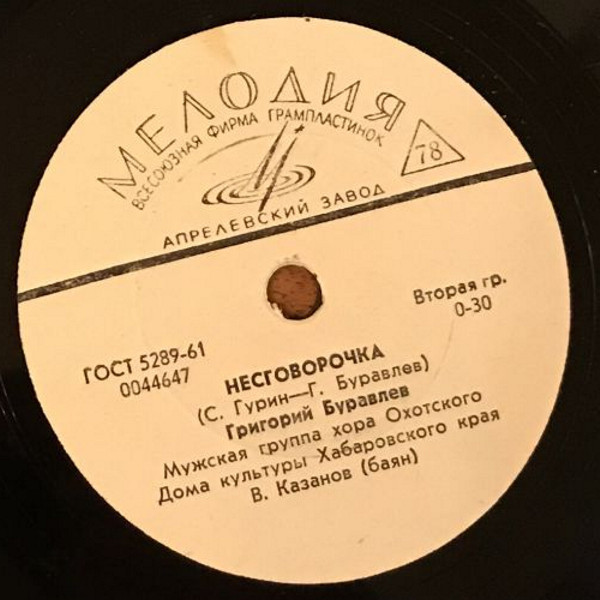 МЕЛОДИЯ
ВСЕСОЮЗНАЯ ФИРМА ГРАМПЛАСТИНОК
78
АПРЕЛЕВСКИЙ ЗАВОД
Вторая гр.
0-30
ГОСТ 5289-61
0044647
НЕСГОВОРОЧКА
(С. Гурин—Г. Буравлев)
Григорий Буравлев
Мужская группа хора Охотского
Дома культуры Хабаровского края
В. Казанов (баян)